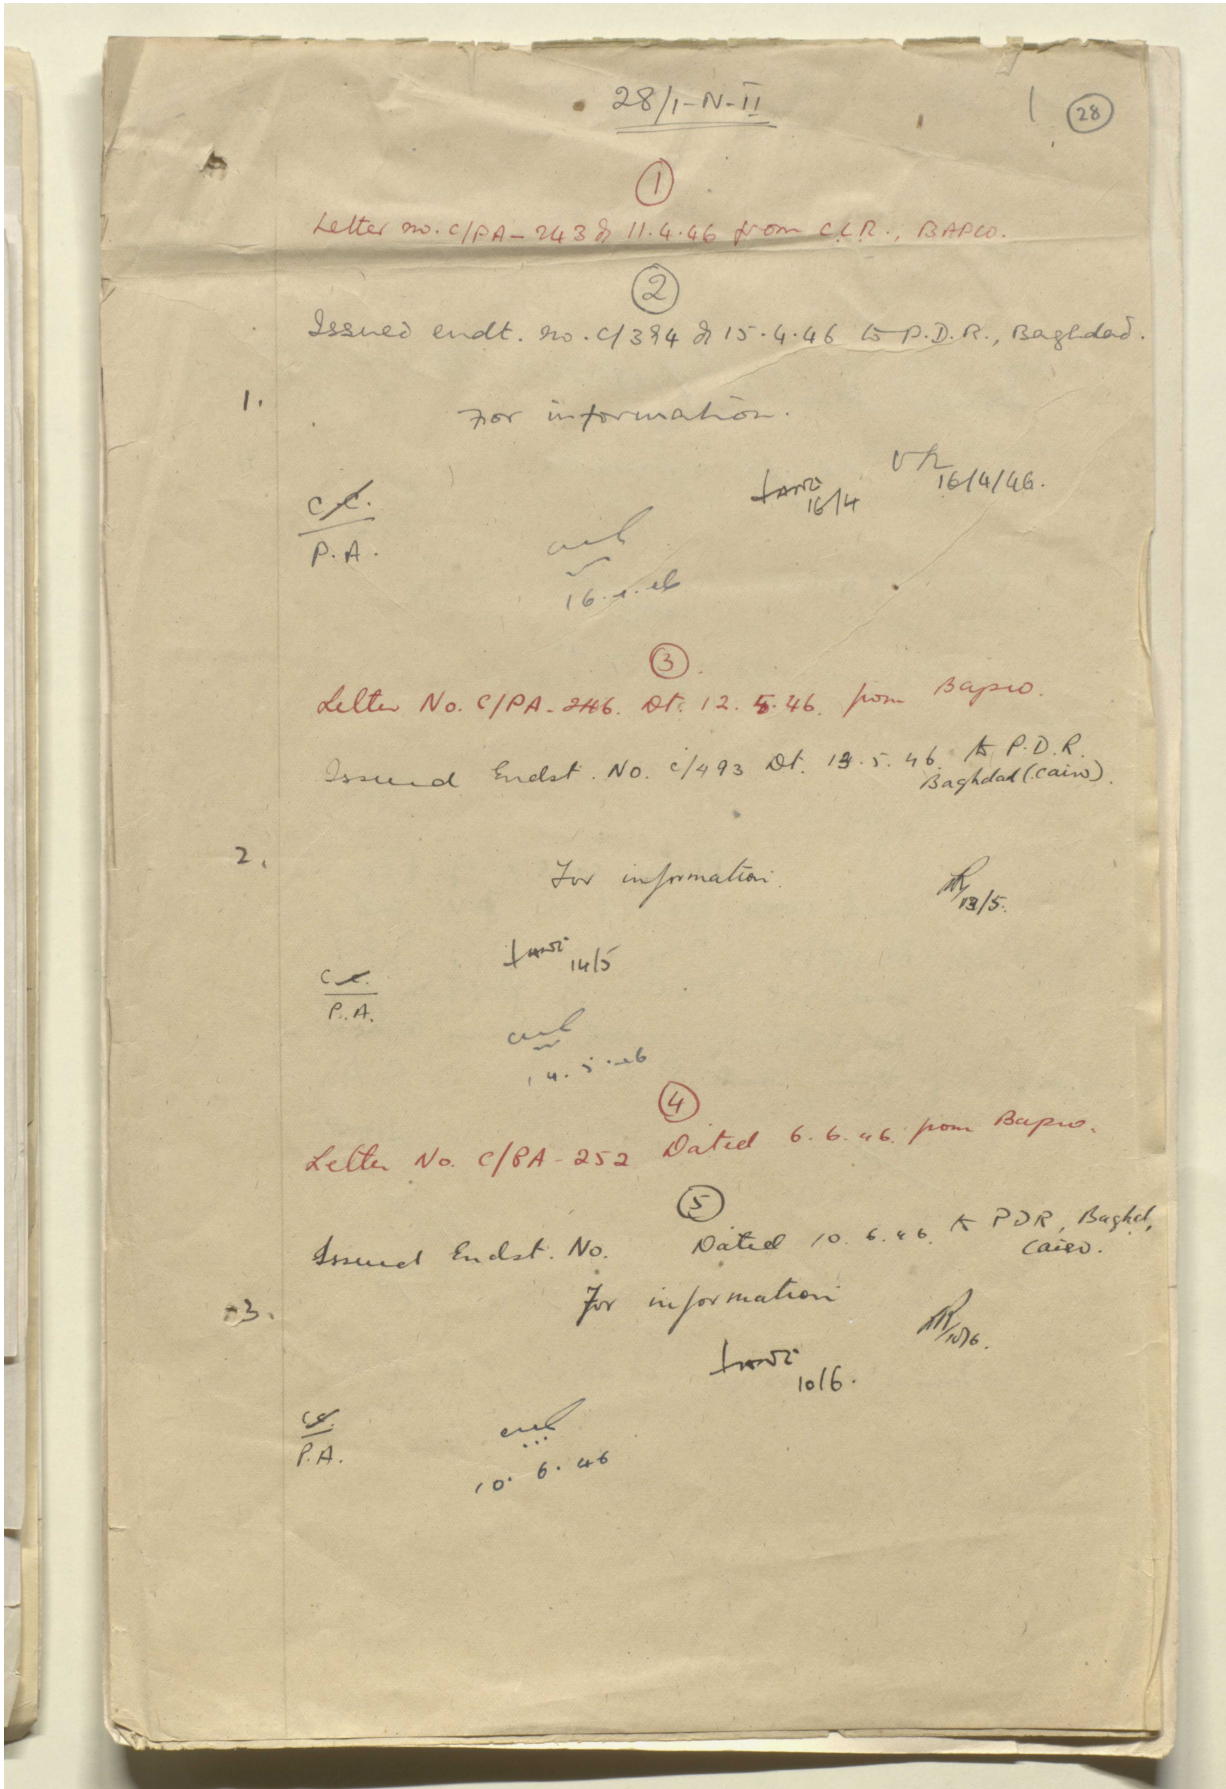 28/1-N-II
1 28
1
Letter no. C/PA-243 of 11.4.46 from C.L.R., BAPCO.
2
Issued endt. no. C/394 of 15.4.46 to P.D.R., Baghdad.
1. For information.
16/4 16/4/46.
C.C.
P.A.
16.4.46
3
Letter No. C/PA-246. Dt. 12.5.46. from Bapco.
Issued Endst. No. C/493 Dt. 13.5.46. to P.D.R.
Baghdad (Cairo).
2. For information.
13/5.
14/5
C.C.
P.A.
14.5.46
4
Letter No. C/PA-252 Dated 6.6.46. from Bapco.
5
Issued Endst. No. Dated 10.6.46. to PDR, Baghd,
Cairo.
3. For information
10/6.
10/6.
C.C.
P.A.
10.6.46